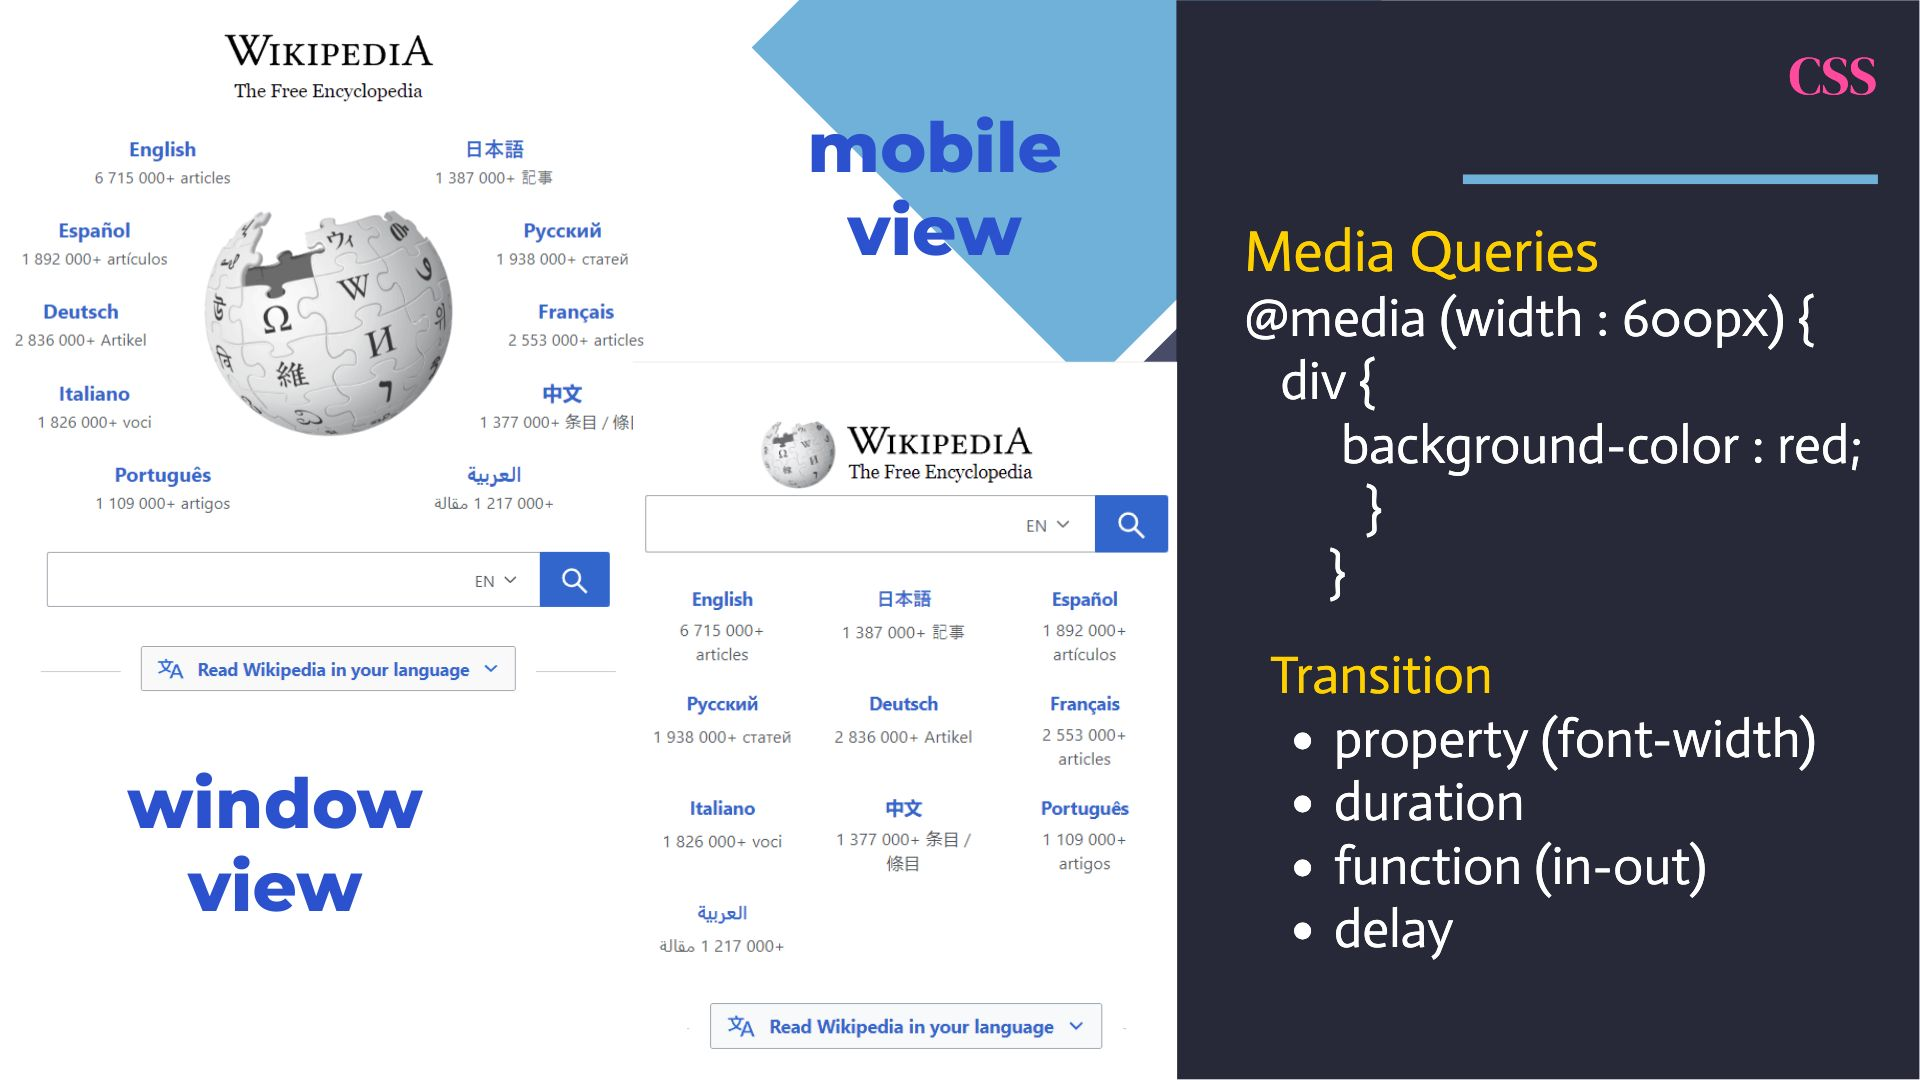 WIKIPEDIA
The Free Encyclopedia
English
6 715 000+ articles
日本語
1 387 000+ 記事
Español
1 892 000+ artículos
Русский
1 938 000+ статей
Deutsch
2 836 000+ Artikel
Français
2 553 000+ articles
Italiano
1 826 000+ voci
中文
1 377 000+ 条目 / 條
Português
1 109 000+ artigos
العربية
1 217 000+ مقالة
EN
Read Wikipedia in your language
window
view
mobile
view
WIKIPEDIA
The Free Encyclopedia
EN
English
6 715 000+
articles
日本語
1 387 000+ 記事
Español
1 892 000+
artículos
Русский
1 938 000+ статей
Deutsch
2 836 000+ Artikel
Français
2 553 000+
articles
Italiano
1 826 000+ voci
中文
1 377 000+ 条目 /
條目
Português
1 109 000+
artigos
العربية
1 217 000+ مقالة
Read Wikipedia in your language
CSS
Media Queries
@media (width : 600px) {
div {
background-color : red;
}
}
Transition
• property (font-width)
• duration
• function (in-out)
• delay